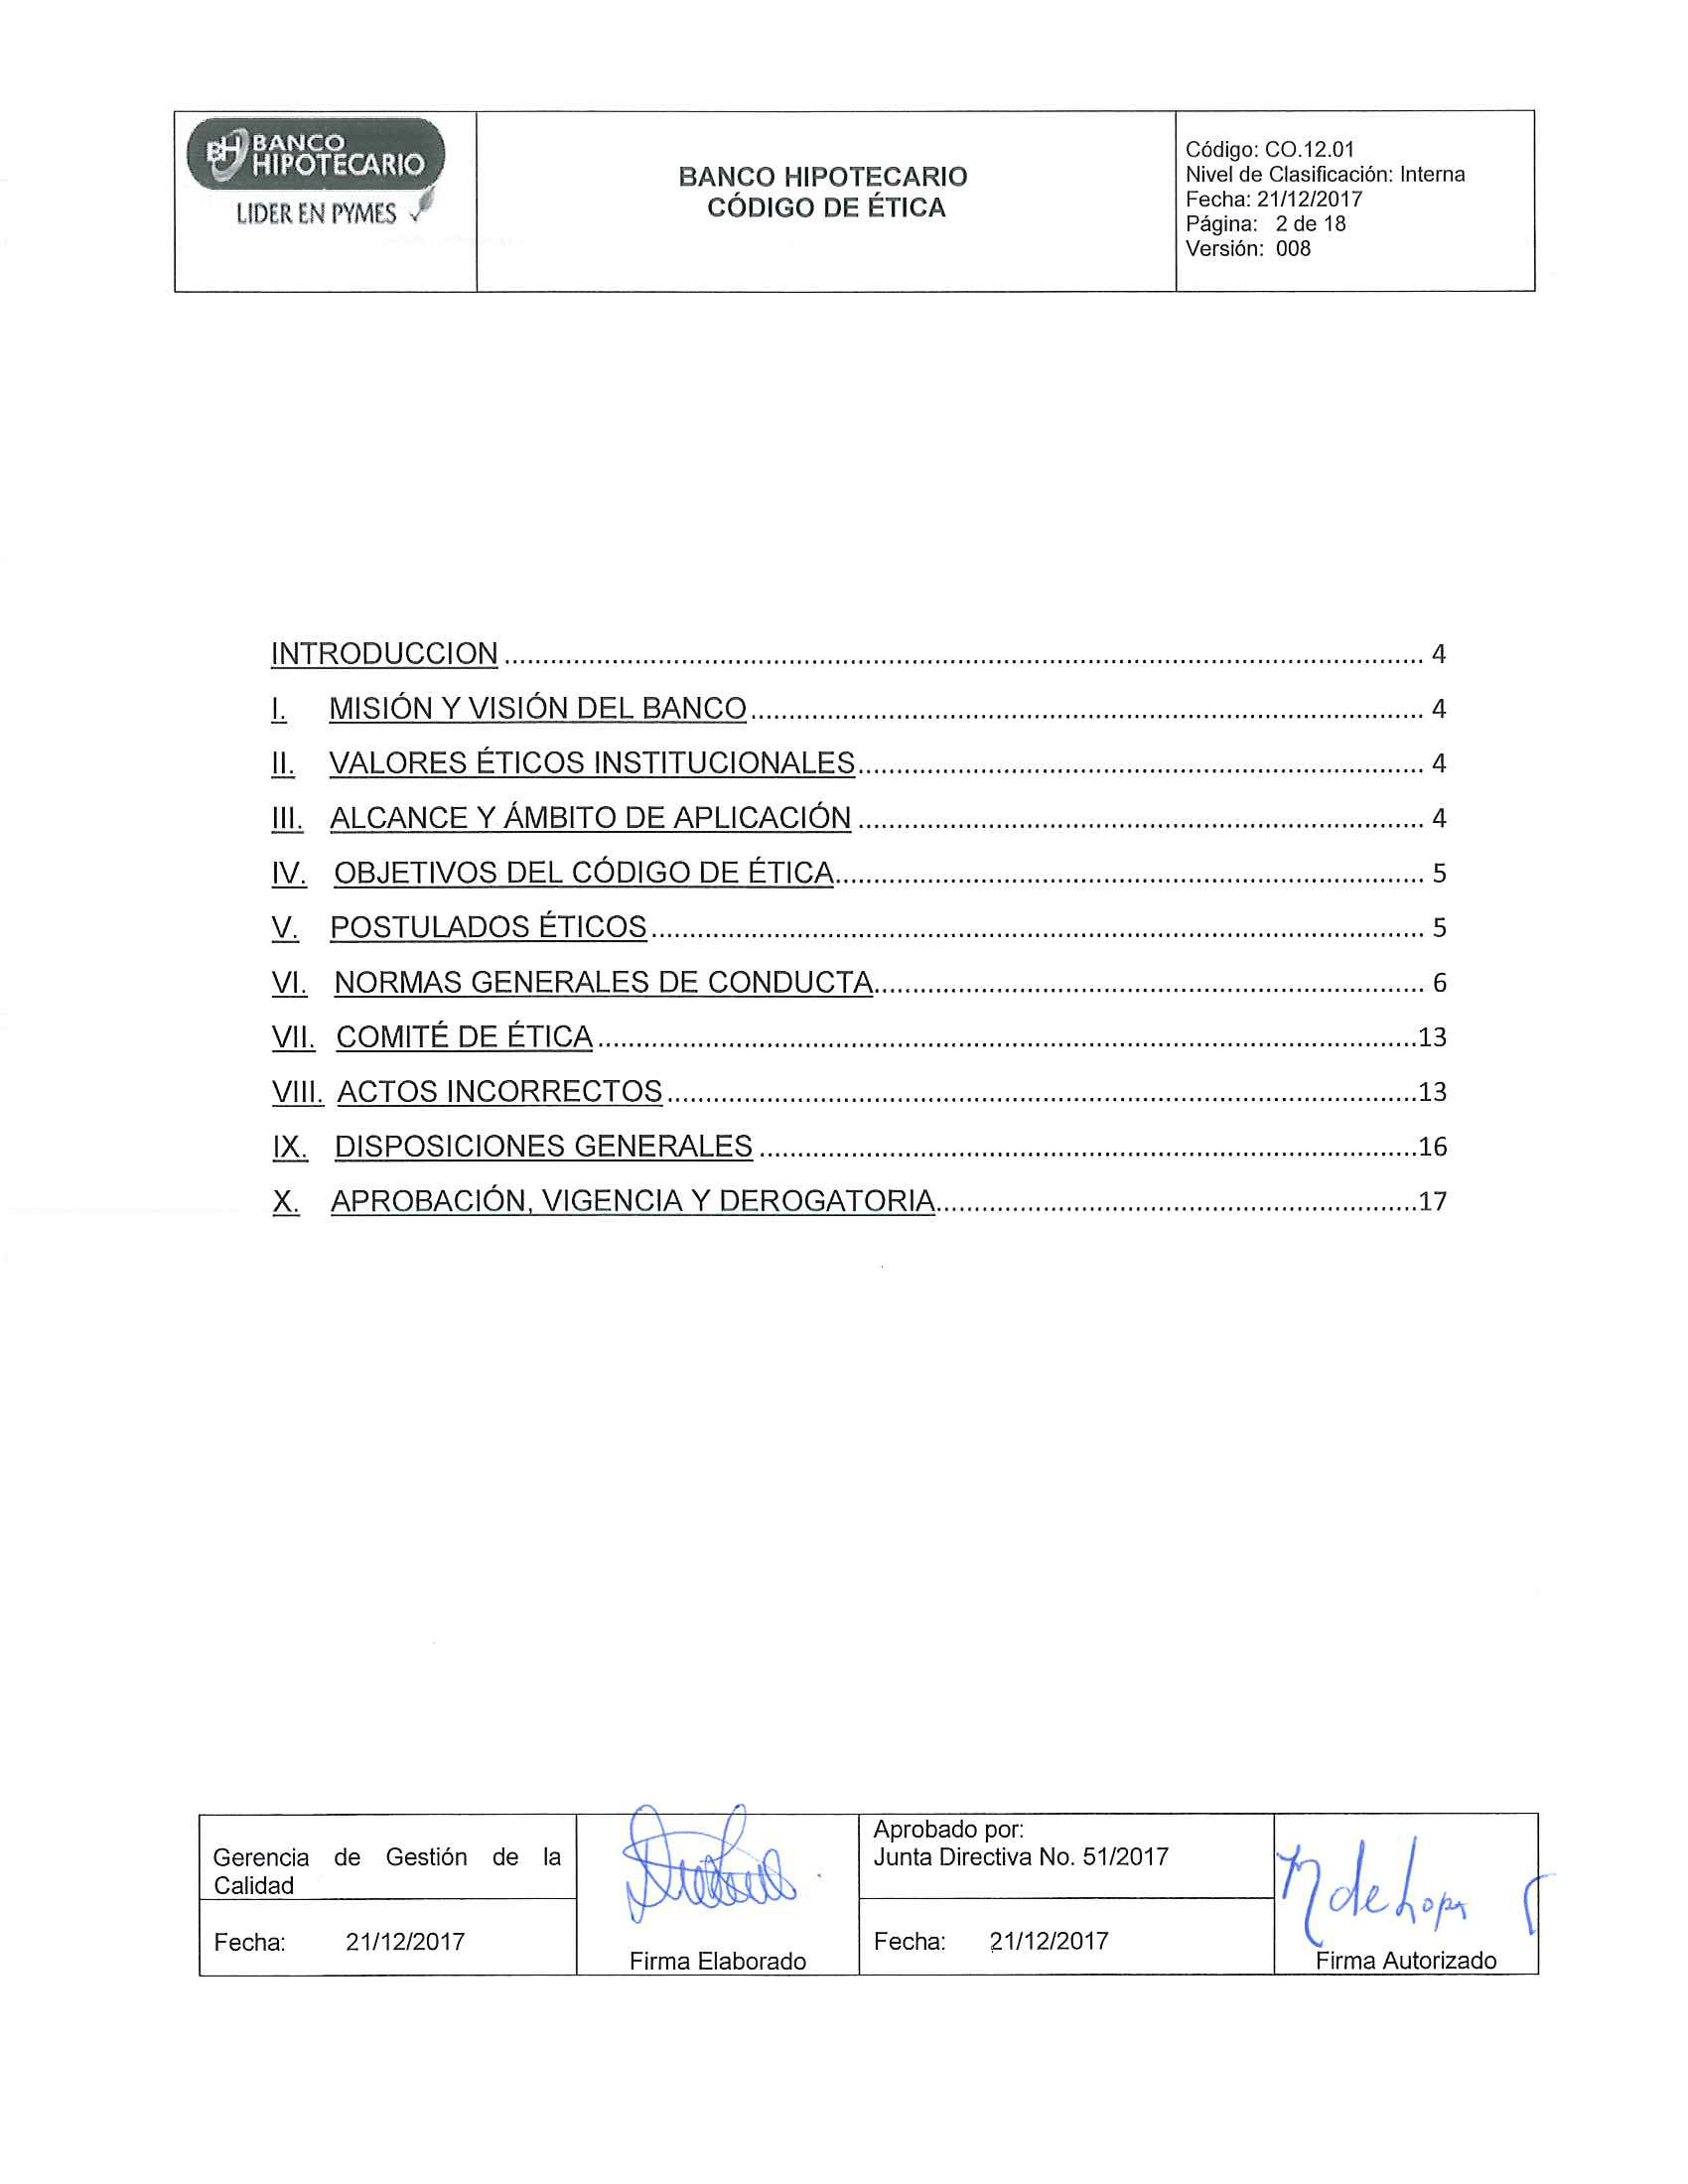 BH BANCO
HIPOTECARIO
LIDER EN PYMES
BANCO HIPOTECARIO
CÓDIGO DE ÉTICA
Código: CO.12.01
Nivel de Clasificación: Interna
Fecha: 21/12/2017
Página: 2 de 18
Versión: 008
INTRODUCCION ........ 4
I. MISIÓN Y VISIÓN DEL BANCO ........ 4
II. VALORES ÉTICOS INSTITUCIONALES ........ 4
III. ALCANCE Y ÁMBITO DE APLICACIÓN ........ 4
IV. OBJETIVOS DEL CÓDIGO DE ÉTICA ........ 5
V. POSTULADOS ÉTICOS ........ 5
VI. NORMAS GENERALES DE CONDUCTA ........ 6
VII. COMITÉ DE ÉTICA ........ 13
VIII. ACTOS INCORRECTOS ........ 13
IX. DISPOSICIONES GENERALES ........ 16
X. APROBACIÓN, VIGENCIA Y DEROGATORIA ........ 17
Gerencia de Gestión de la
Calidad
Fecha: 21/12/2017
Firma Elaborado
Aprobado por:
Junta Directiva No. 51/2017
Fecha: 21/12/2017
Firma Autorizado